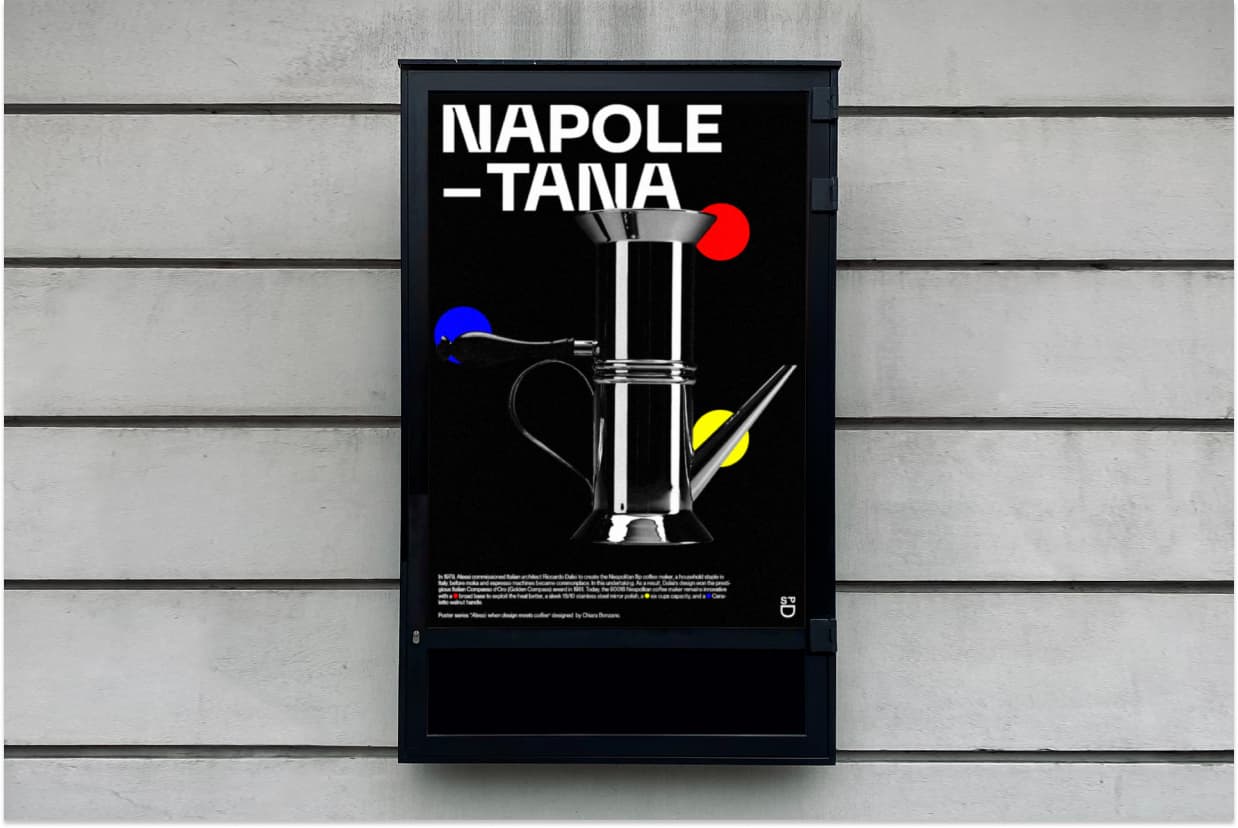 NAPOLE
–TANA
In 1979, Alessi commissioned Italian architect Riccardo Dalisi to create the Neapolitan flip coffee maker, a household staple in
Italy before moka and espresso machines became commonplace. In this undertaking. As a result, Dalisi's design won the presti-
gious Italian Compasso d'Oro (Golden Compass) award in 1981. Today, the 90018 Neapolitan coffee maker remains innovative
with a broad base to exploit the heat better, a sleek 18/10 stainless steel mirror polish, a six cups capacity, and a Cana-
letto walnut handle.
Poster series "Alessi: when design meets coffee" designed by Chiara Bonzano.
SPD